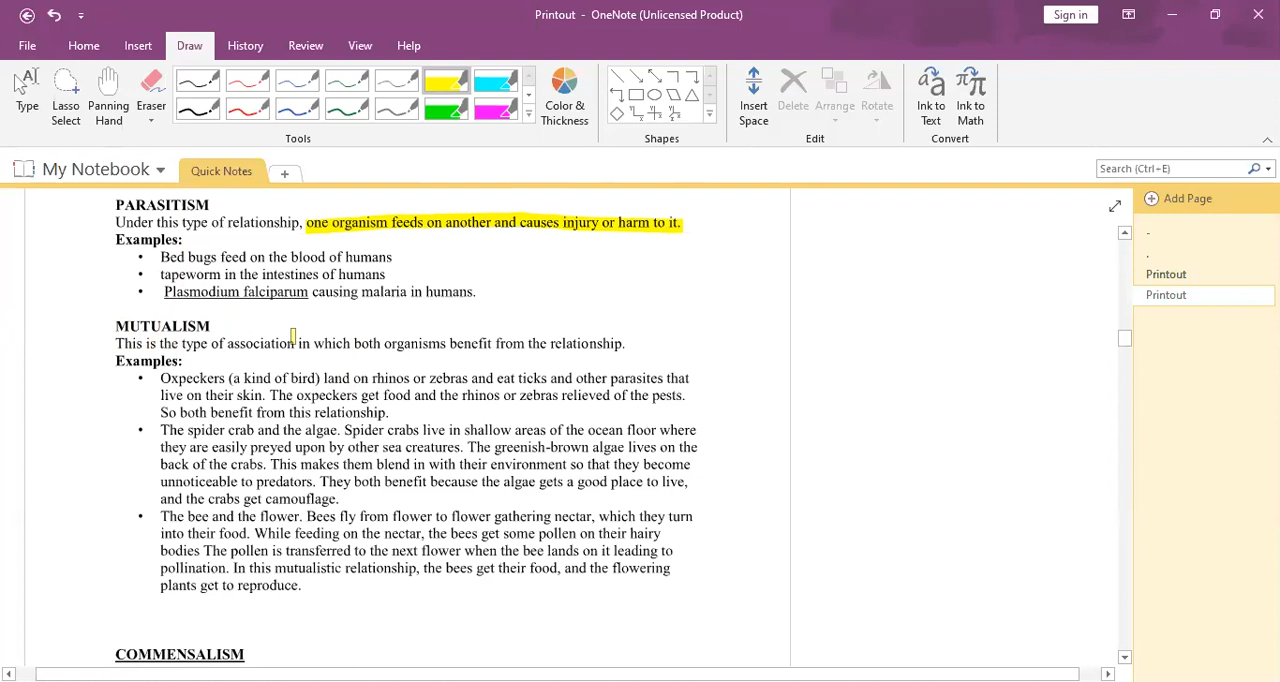 Printout - OneNote (Unlicensed Product)
Sign in
File Home Insert Draw History Review View Help
Type
Lasso Select
Panning Hand
Eraser
Tools
Color & Thickness
Shapes
Insert Space
Delete
Arrange
Rotate
Edit
Ink to Text
Ink to Math
Convert
My Notebook
Quick Notes
Search (Ctrl+E)
Add Page
-
.
Printout
Printout
PARASITISM
Under this type of relationship, one organism feeds on another and causes injury or harm to it.
Examples:
• Bed bugs feed on the blood of humans
• tapeworm in the intestines of humans
• Plasmodium falciparum causing malaria in humans.
MUTUALISM
This is the type of association in which both organisms benefit from the relationship.
Examples:
• Oxpeckers (a kind of bird) land on rhinos or zebras and eat ticks and other parasites that
live on their skin. The oxpeckers get food and the rhinos or zebras relieved of the pests.
So both benefit from this relationship.
• The spider crab and the algae. Spider crabs live in shallow areas of the ocean floor where
they are easily preyed upon by other sea creatures. The greenish-brown algae lives on the
back of the crabs. This makes them blend in with their environment so that they become
unnoticeable to predators. They both benefit because the algae gets a good place to live,
and the crabs get camouflage.
• The bee and the flower. Bees fly from flower to flower gathering nectar, which they turn
into their food. While feeding on the nectar, the bees get some pollen on their hairy
bodies The pollen is transferred to the next flower when the bee lands on it leading to
pollination. In this mutualistic relationship, the bees get their food, and the flowering
plants get to reproduce.
COMMENSALISM